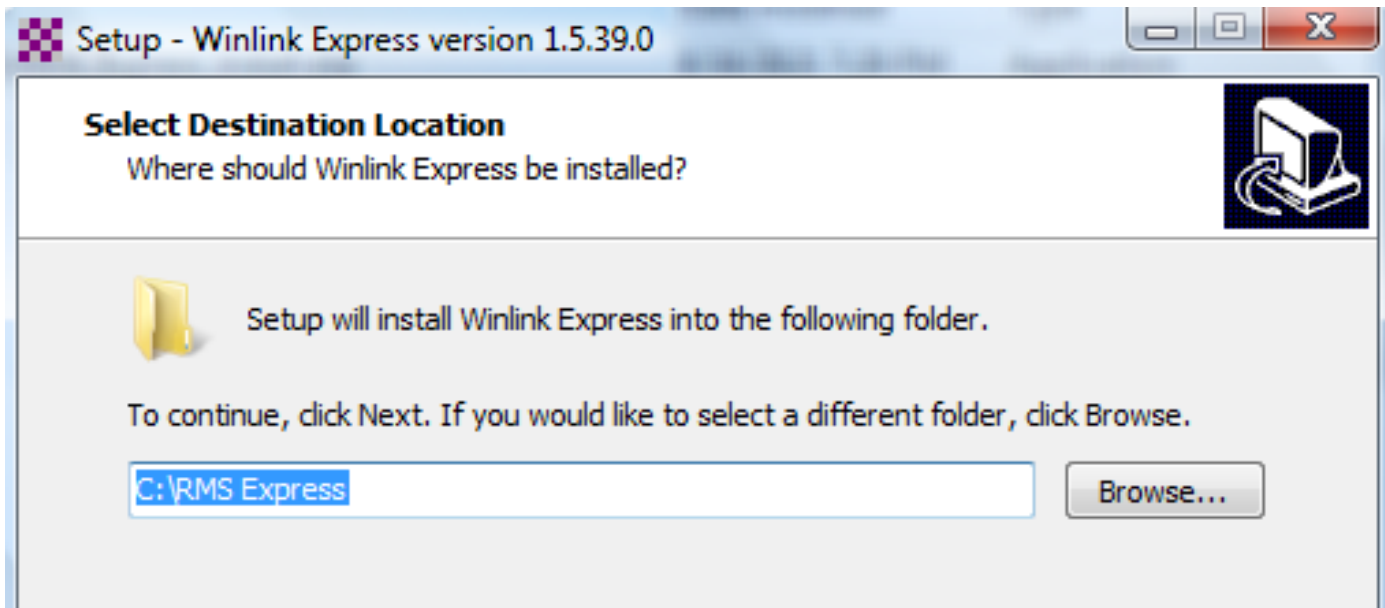 Setup - Winlink Express version 1.5.39.0
Select Destination Location
Where should Winlink Express be installed?
Setup will install Winlink Express into the following folder.
To continue, click Next. If you would like to select a different folder, click Browse.
C:\RMS Express
Browse...